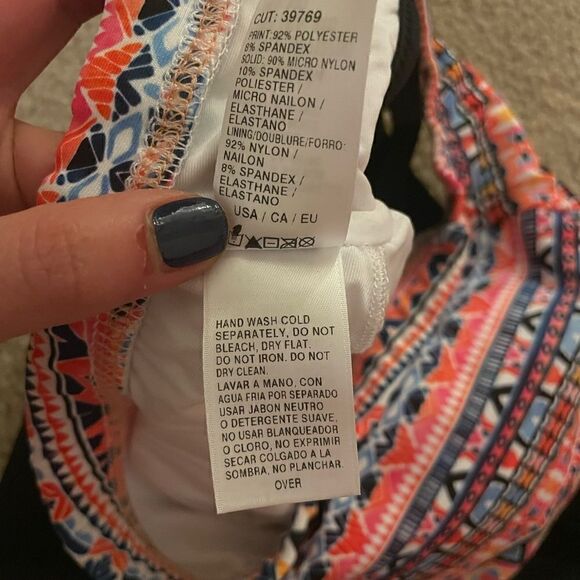 CUT: 39769
PRINT: 92% POLYESTER
8% SPANDEX
SOLID: 90% MICRO NYLON
10% SPANDEX
POLIESTER /
MICRO NAILON /
ELASTHANE /
ELASTANO
LINING/DOUBLURE/FORRO:
92% NYLON /
NAILON
8% SPANDEX /
ELASTHANE /
ELASTANO
USA / CA / EU
HAND WASH COLD
SEPARATELY, DO NOT
BLEACH, DRY FLAT.
DO NOT IRON. DO NOT
DRY CLEAN.
LAVAR A MANO, CON
AGUA FRIA POR SEPARADO
USAR JABON NEUTRO
O DETERGENTE SUAVE.
NO USAR BLANQUEADOR
O CLORO, NO EXPRIMIR
SECAR COLGADO A LA
SOMBRA, NO PLANCHAR.
OVER